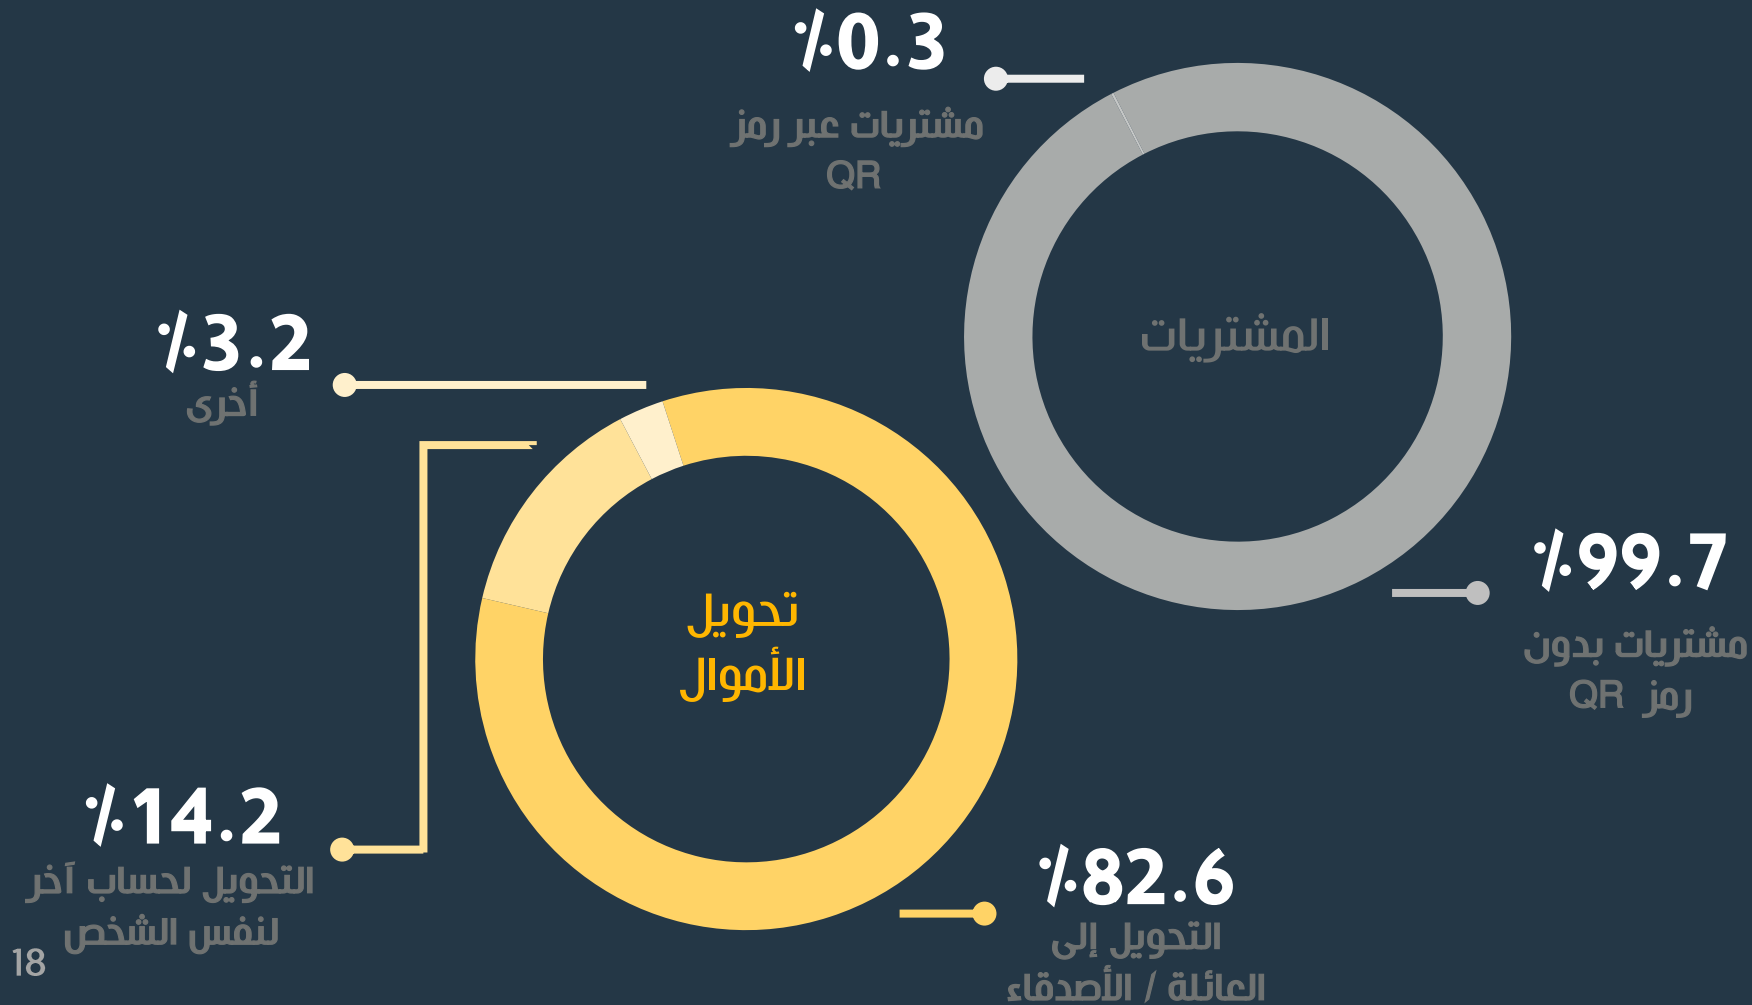 ٪0.3
مشتريات عبر رمز
QR
المشتريات
٪99.7
مشتريات بدون
رمز QR
٪3.2
أخرى
تحويل
الأموال
٪14.2
التحويل لحساب آخر
لنفس الشخص
٪82.6
التحويل إلى
العائلة / الأصدقاء
18